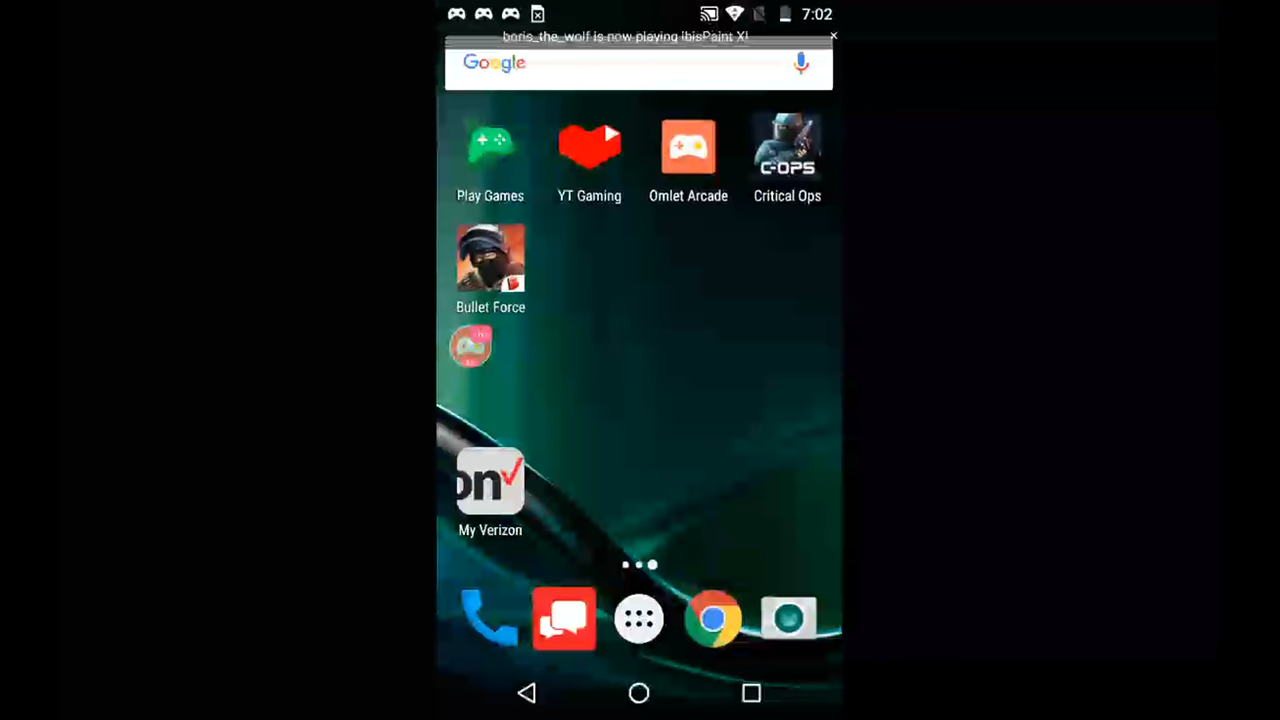 7:02
boris_the_wolf is now playing ibisPaint X!
Google
Play Games
YT Gaming
Omlet Arcade
C-OPS
Critical Ops
Bullet Force
on
My Verizon